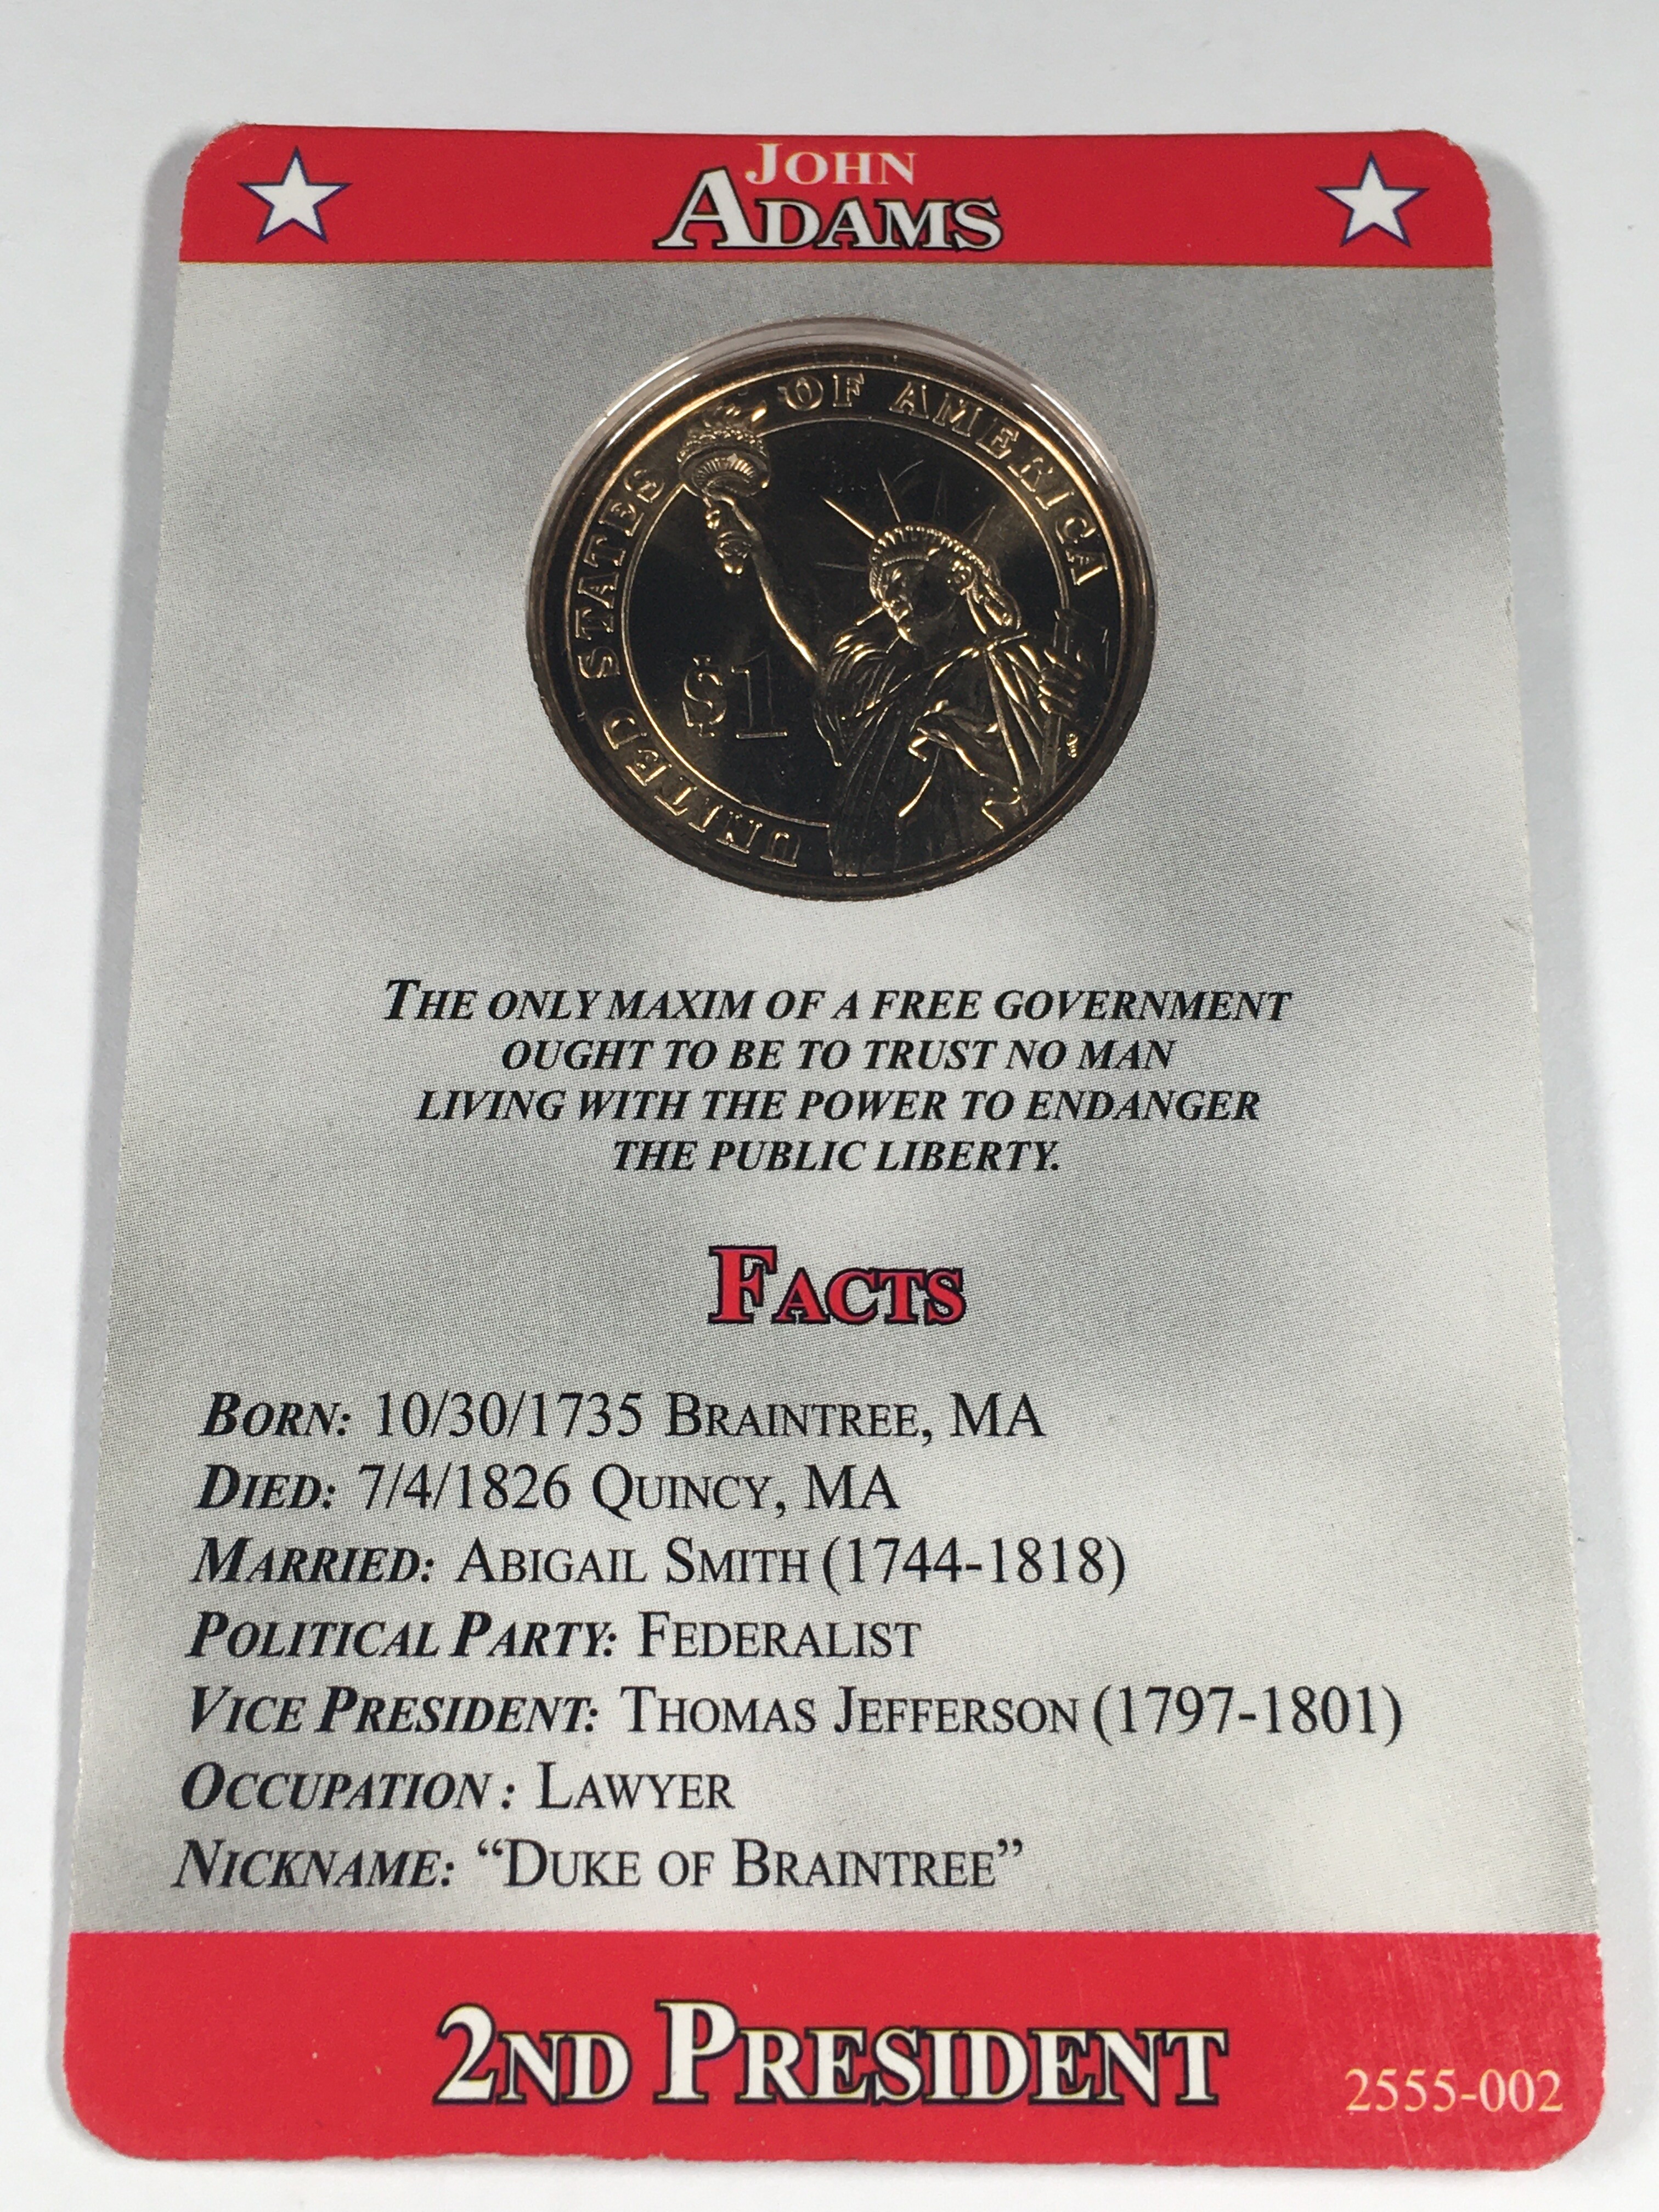 JOHN
ADAMS
UNITED STATES OF AMERICA
$1
THE ONLY MAXIM OF A FREE GOVERNMENT
OUGHT TO BE TO TRUST NO MAN
LIVING WITH THE POWER TO ENDANGER
THE PUBLIC LIBERTY.
FACTS
BORN: 10/30/1735 BRAINTREE, MA
DIED: 7/4/1826 QUINCY, MA
MARRIED: ABIGAIL SMITH (1744-1818)
POLITICAL PARTY: FEDERALIST
VICE PRESIDENT: THOMAS JEFFERSON (1797-1801)
OCCUPATION : LAWYER
NICKNAME: “DUKE OF BRAINTREE”
2ND PRESIDENT
2555-002